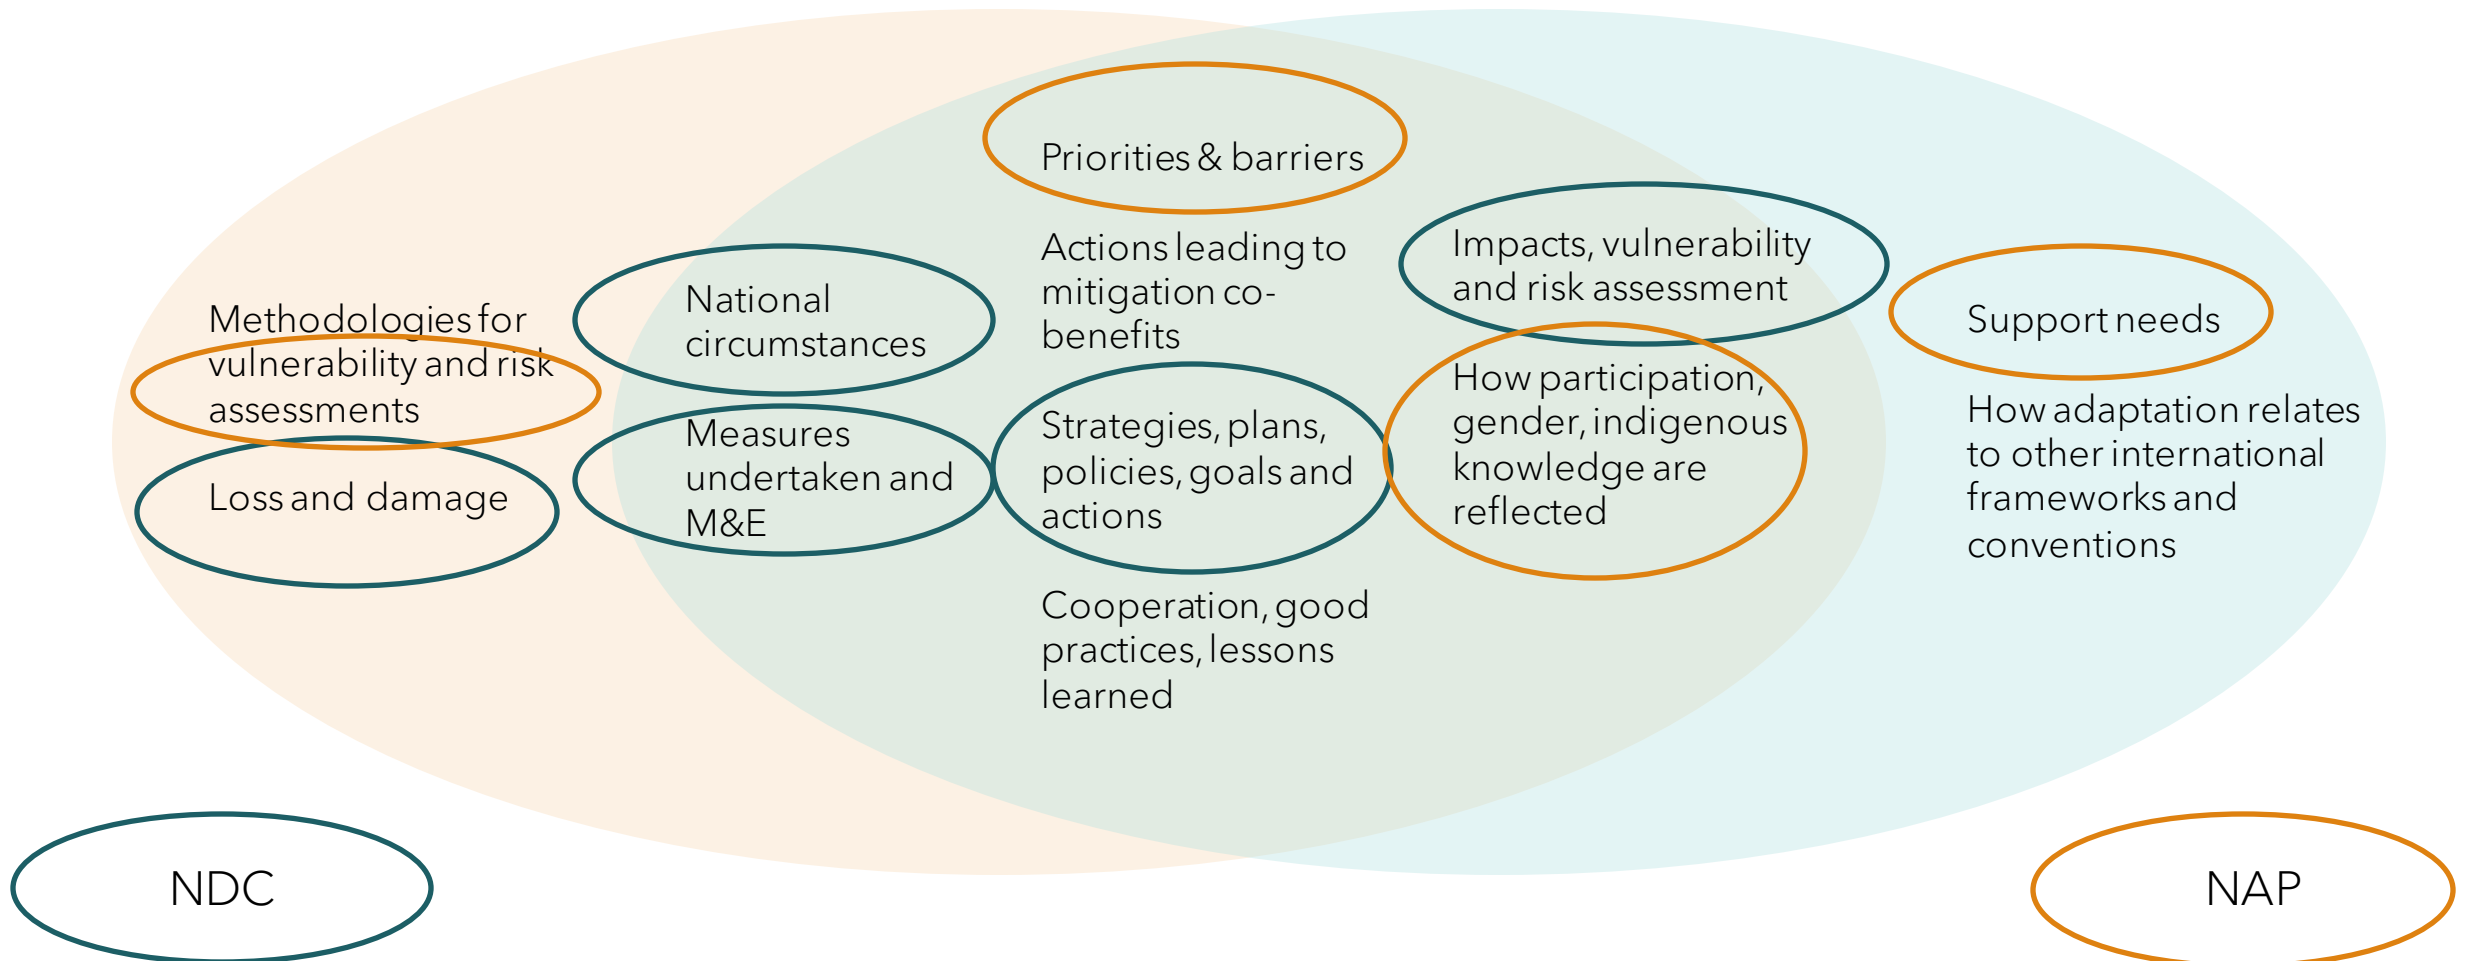 Methodologies for
vulnerability and risk
assessments
Loss and damage
National
circumstances
Measures
undertaken and
M&E
Priorities & barriers
Actions leading to
mitigation co-
benefits
Strategies, plans,
policies, goals and
actions
Cooperation, good
practices, lessons
learned
Impacts, vulnerability
and risk assessment
How participation,
gender, indigenous
knowledge are
reflected
Support needs
How adaptation relates
to other international
frameworks and
conventions
NDC
NAP